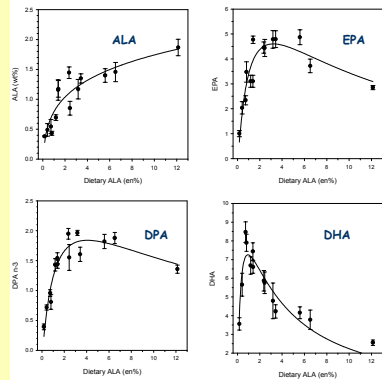 ALA
ALA (wt%)
2.5
2.0
1.5
1.0
0.5
0.0
0 2 4 6 8 10 12
Dietary ALA (en%)
EPA
EPA
6
5
4
3
2
1
0
0 2 4 6 8 10 12
Dietary ALA (en%)
DPA
DPA n-3
2.0
1.5
1.0
0.5
0.0
0 2 4 6 8 10 12
Dietary ALA (en%)
DHA
DHA
10
9
8
7
6
5
4
3
2
0 2 4 6 8 10 12
Dietary ALA (en%)